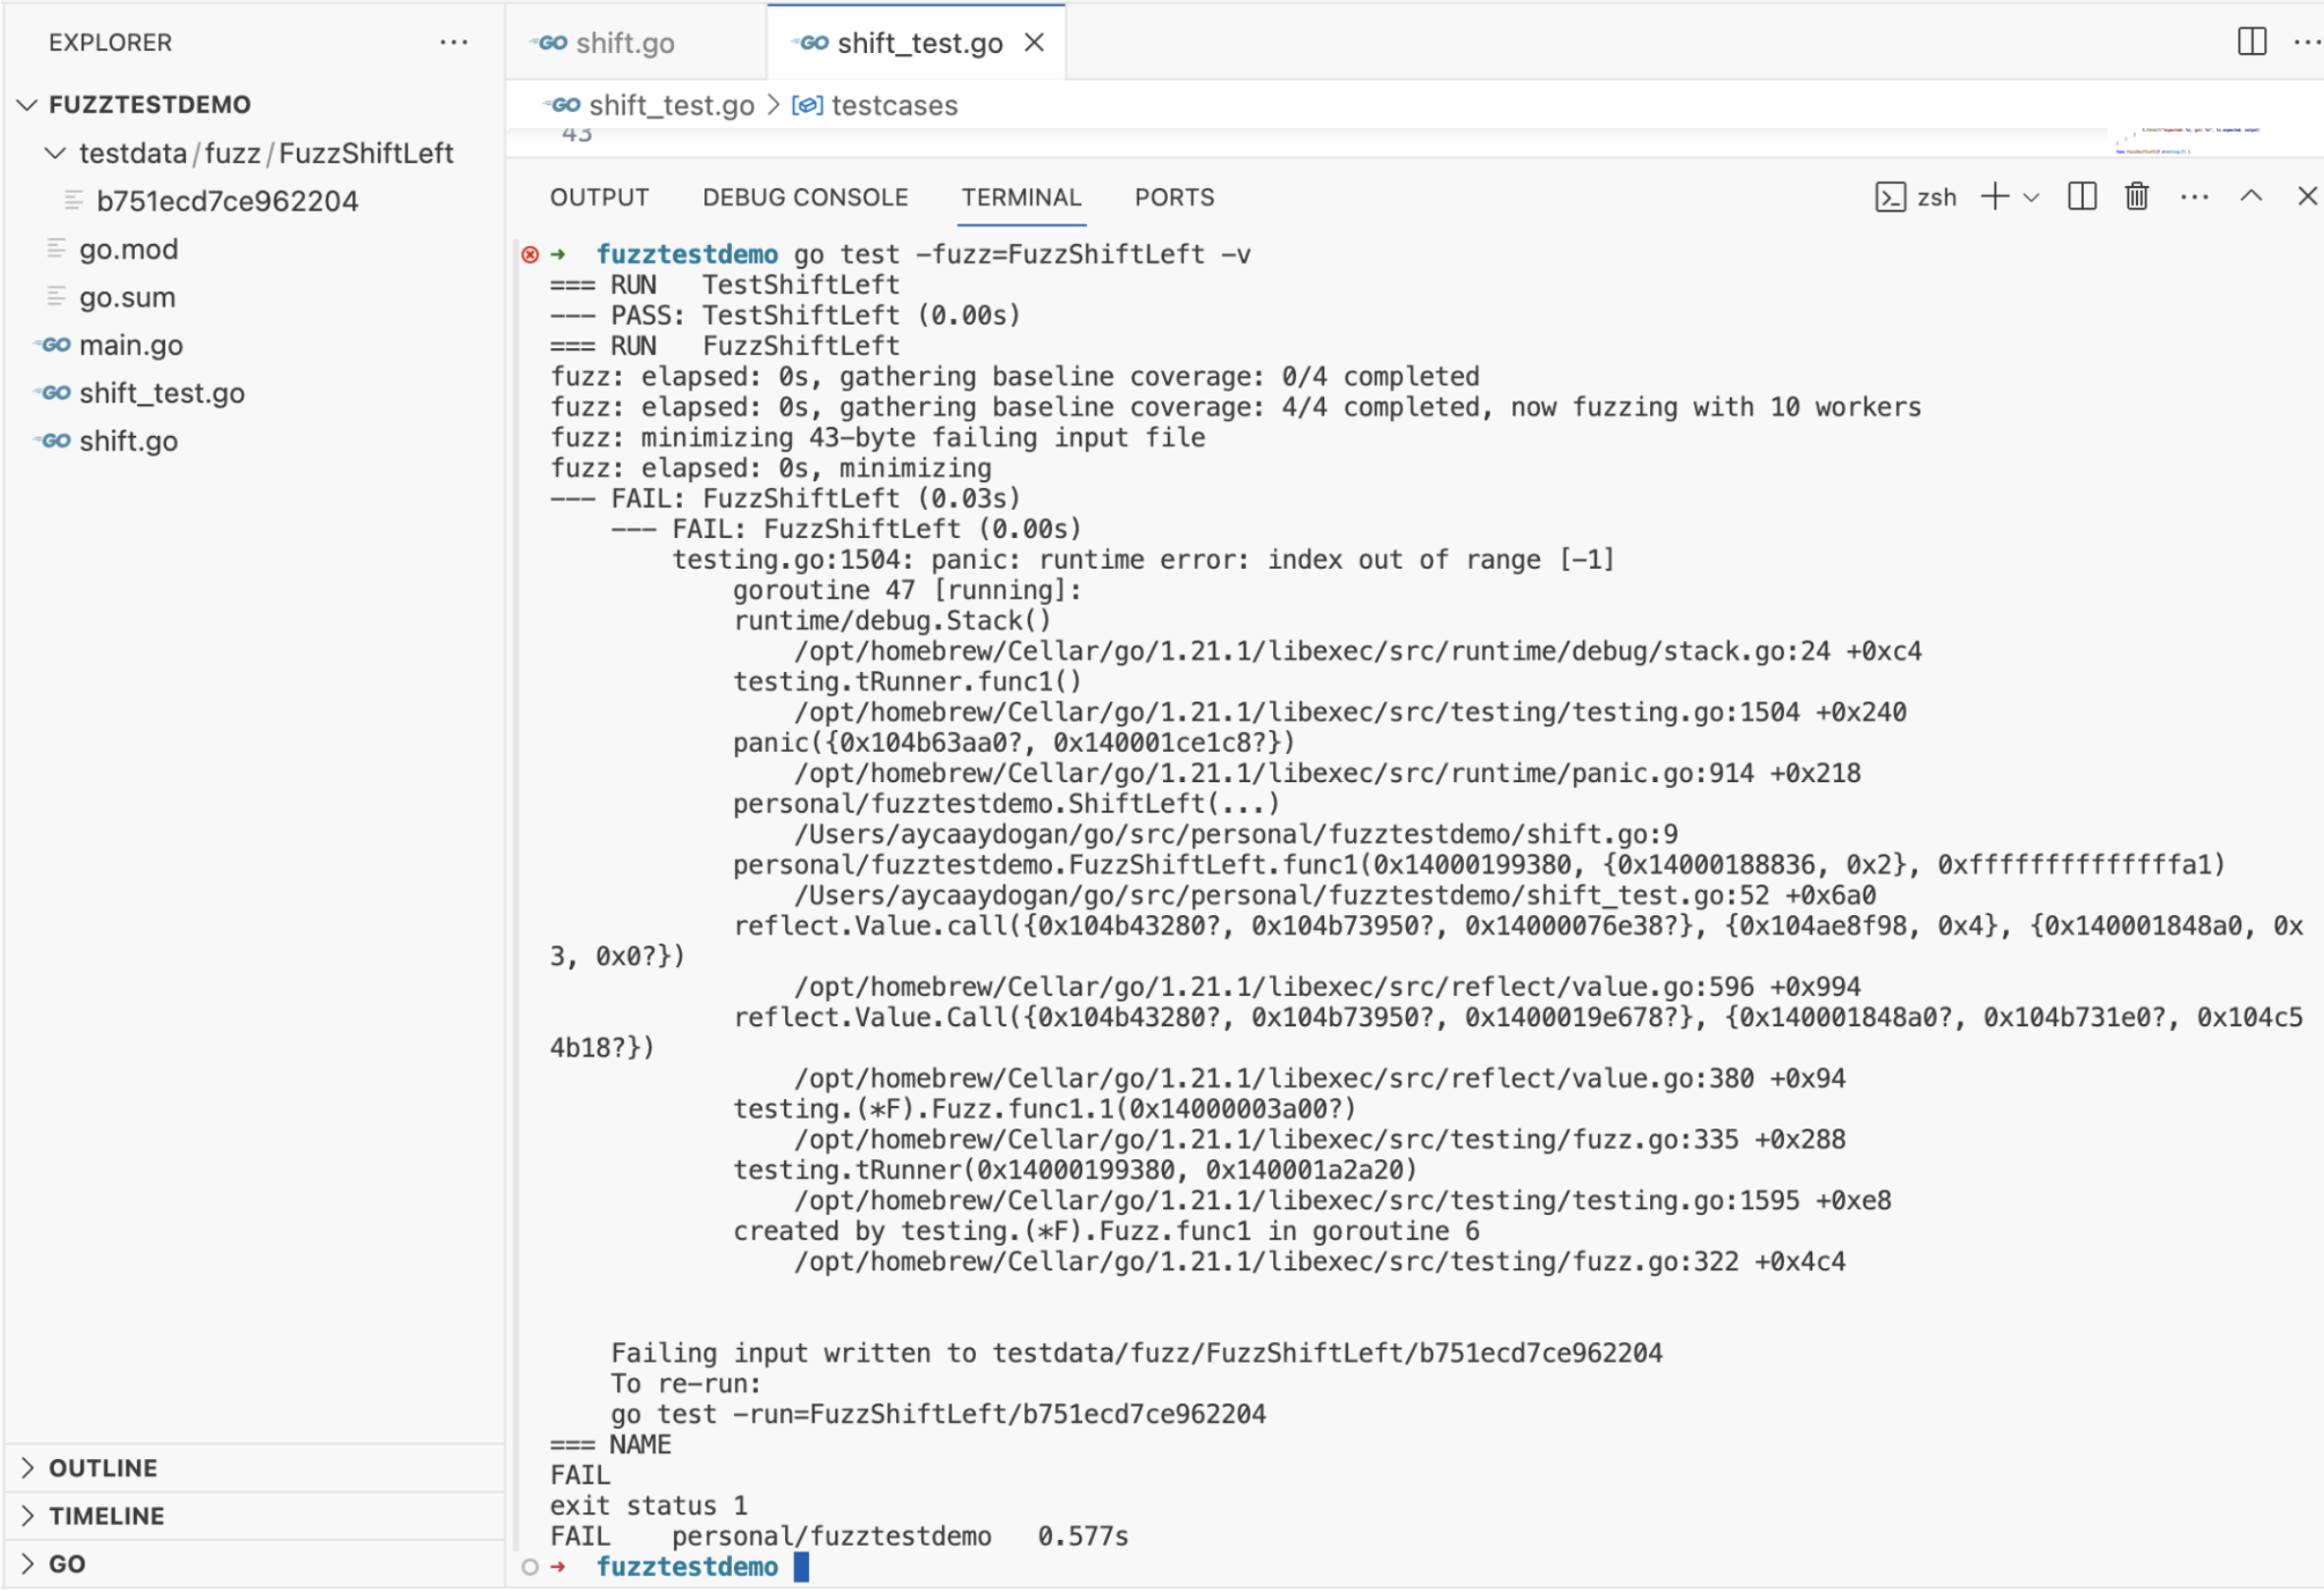 EXPLORER
FUZZTESTDEMO
testdata/fuzz/FuzzShiftLeft
b751ecd7ce962204
go.mod
go.sum
GO main.go
GO shift_test.go
GO shift.go
OUTLINE
TIMELINE
GO
GO shift.go
GO shift_test.go
GO shift_test.go > testcases
43
OUTPUT DEBUG CONSOLE TERMINAL PORTS zsh
fuzztestdemo go test -fuzz=FuzzShiftLeft -v
=== RUN   TestShiftLeft
--- PASS: TestShiftLeft (0.00s)
=== RUN   FuzzShiftLeft
fuzz: elapsed: 0s, gathering baseline coverage: 0/4 completed
fuzz: elapsed: 0s, gathering baseline coverage: 4/4 completed, now fuzzing with 10 workers
fuzz: minimizing 43-byte failing input file
fuzz: elapsed: 0s, minimizing
--- FAIL: FuzzShiftLeft (0.03s)
--- FAIL: FuzzShiftLeft (0.00s)
testing.go:1504: panic: runtime error: index out of range [-1]
goroutine 47 [running]:
runtime/debug.Stack()
/opt/homebrew/Cellar/go/1.21.1/libexec/src/runtime/debug/stack.go:24 +0xc4
testing.tRunner.func1()
/opt/homebrew/Cellar/go/1.21.1/libexec/src/testing/testing.go:1504 +0x240
panic({0x104b63aa0?, 0x140001ce1c8?})
/opt/homebrew/Cellar/go/1.21.1/libexec/src/runtime/panic.go:914 +0x218
personal/fuzztestdemo.ShiftLeft(...)
/Users/aycaaydogan/go/src/personal/fuzztestdemo/shift.go:9
personal/fuzztestdemo.FuzzShiftLeft.func1(0x14000199380, {0x14000188836, 0x2}, 0xffffffffffffffa1)
/Users/aycaaydogan/go/src/personal/fuzztestdemo/shift_test.go:52 +0x6a0
reflect.Value.call({0x104b43280?, 0x104b73950?, 0x14000076e38?}, {0x104ae8f98, 0x4}, {0x140001848a0, 0x
3, 0x0?})
/opt/homebrew/Cellar/go/1.21.1/libexec/src/reflect/value.go:596 +0x994
reflect.Value.Call({0x104b43280?, 0x104b73950?, 0x1400019e678?}, {0x140001848a0?, 0x104b731e0?, 0x104c5
4b18?})
/opt/homebrew/Cellar/go/1.21.1/libexec/src/reflect/value.go:380 +0x94
testing.(*F).Fuzz.func1.1(0x14000003a00?)
/opt/homebrew/Cellar/go/1.21.1/libexec/src/testing/fuzz.go:335 +0x288
testing.tRunner(0x14000199380, 0x140001a2a20)
/opt/homebrew/Cellar/go/1.21.1/libexec/src/testing/testing.go:1595 +0xe8
created by testing.(*F).Fuzz.func1 in goroutine 6
/opt/homebrew/Cellar/go/1.21.1/libexec/src/testing/fuzz.go:322 +0x4c4
Failing input written to testdata/fuzz/FuzzShiftLeft/b751ecd7ce962204
To re-run:
go test -run=FuzzShiftLeft/b751ecd7ce962204
=== NAME
FAIL
exit status 1
FAIL    personal/fuzztestdemo   0.577s
fuzztestdemo